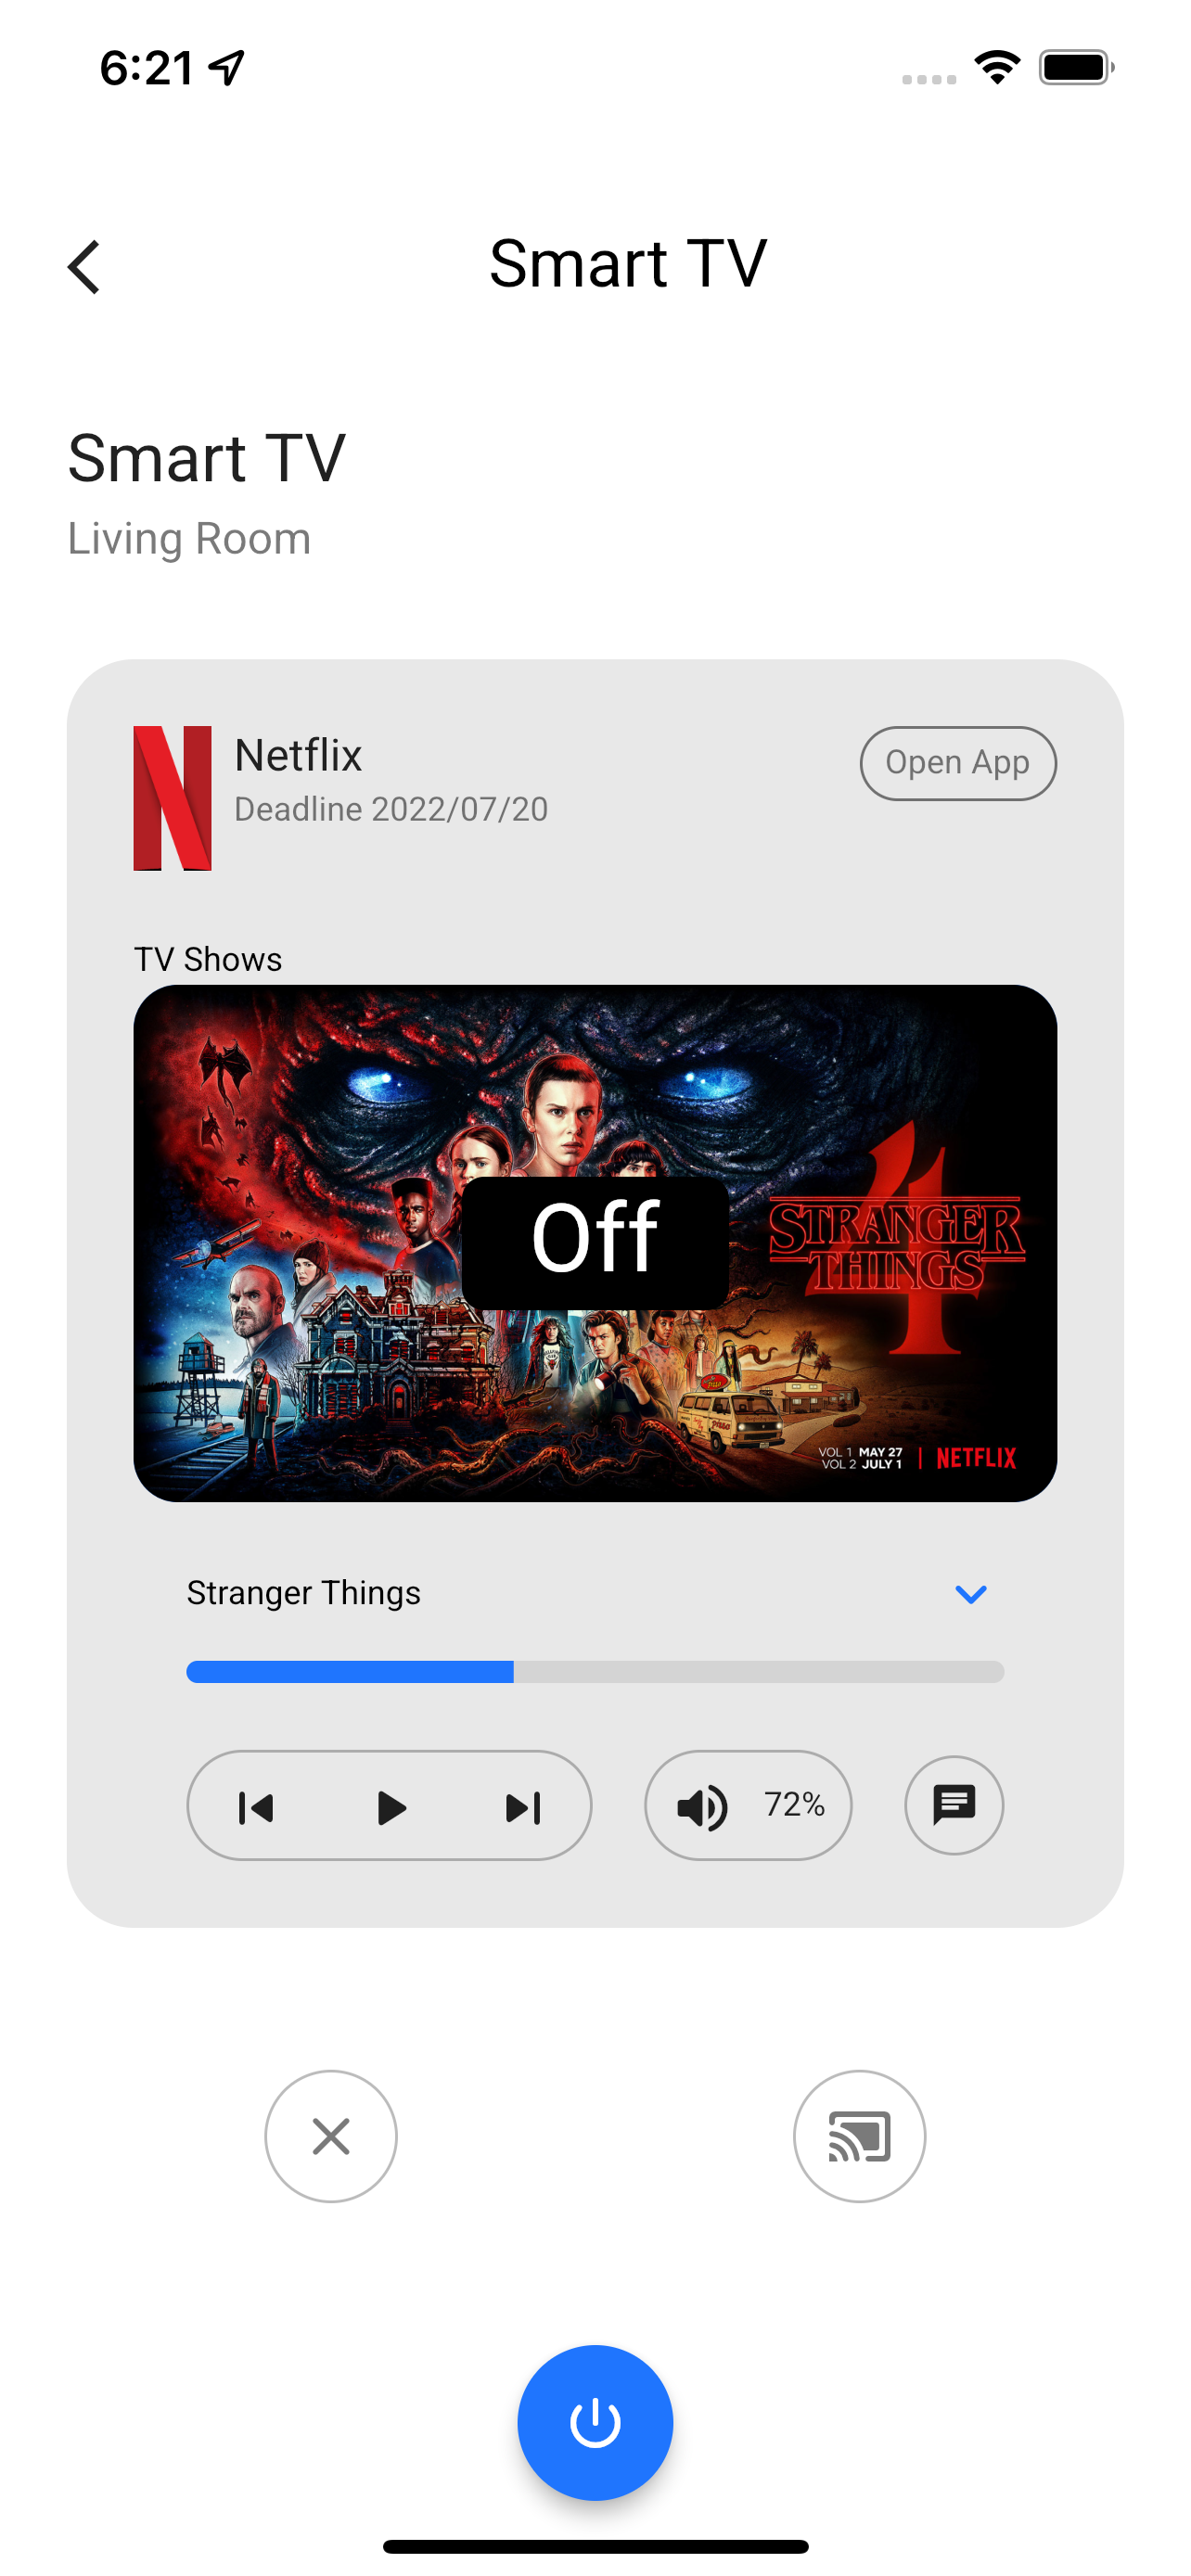 6:21
Smart TV
Smart TV
Living Room
Netflix
Deadline 2022/07/20
Open App
TV Shows
Off
4
STRANGER
THINGS
VOL 1 MAY 27
VOL 2 JULY 1
NETFLIX
Stranger Things
72%